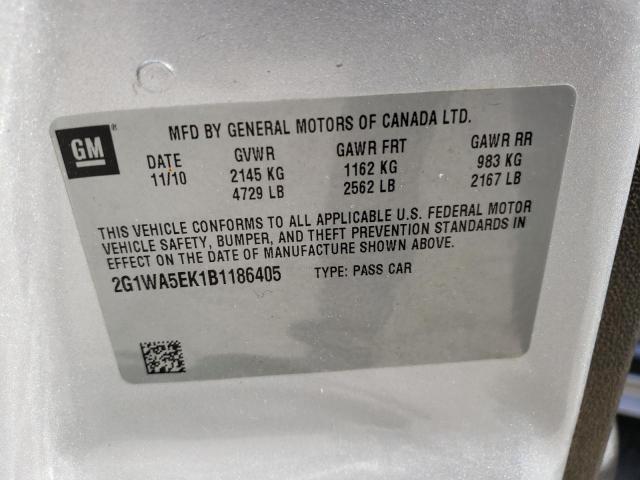 GM ®
MFD BY GENERAL MOTORS OF CANADA LTD.
DATE GVWR GAWR FRT GAWR RR
11/10 2145 KG 1162 KG 983 KG
4729 LB 2562 LB 2167 LB
THIS VEHICLE CONFORMS TO ALL APPLICABLE U.S. FEDERAL MOTOR
VEHICLE SAFETY, BUMPER, AND THEFT PREVENTION STANDARDS IN
EFFECT ON THE DATE OF MANUFACTURE SHOWN ABOVE.
2G1WA5EK1B1186405 TYPE: PASS CAR